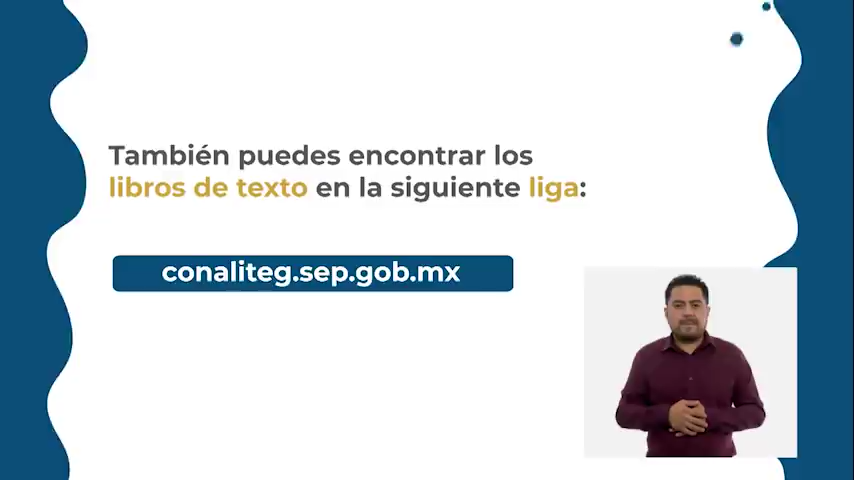 También puedes encontrar los
libros de texto en la siguiente liga:
conaliteg.sep.gob.mx